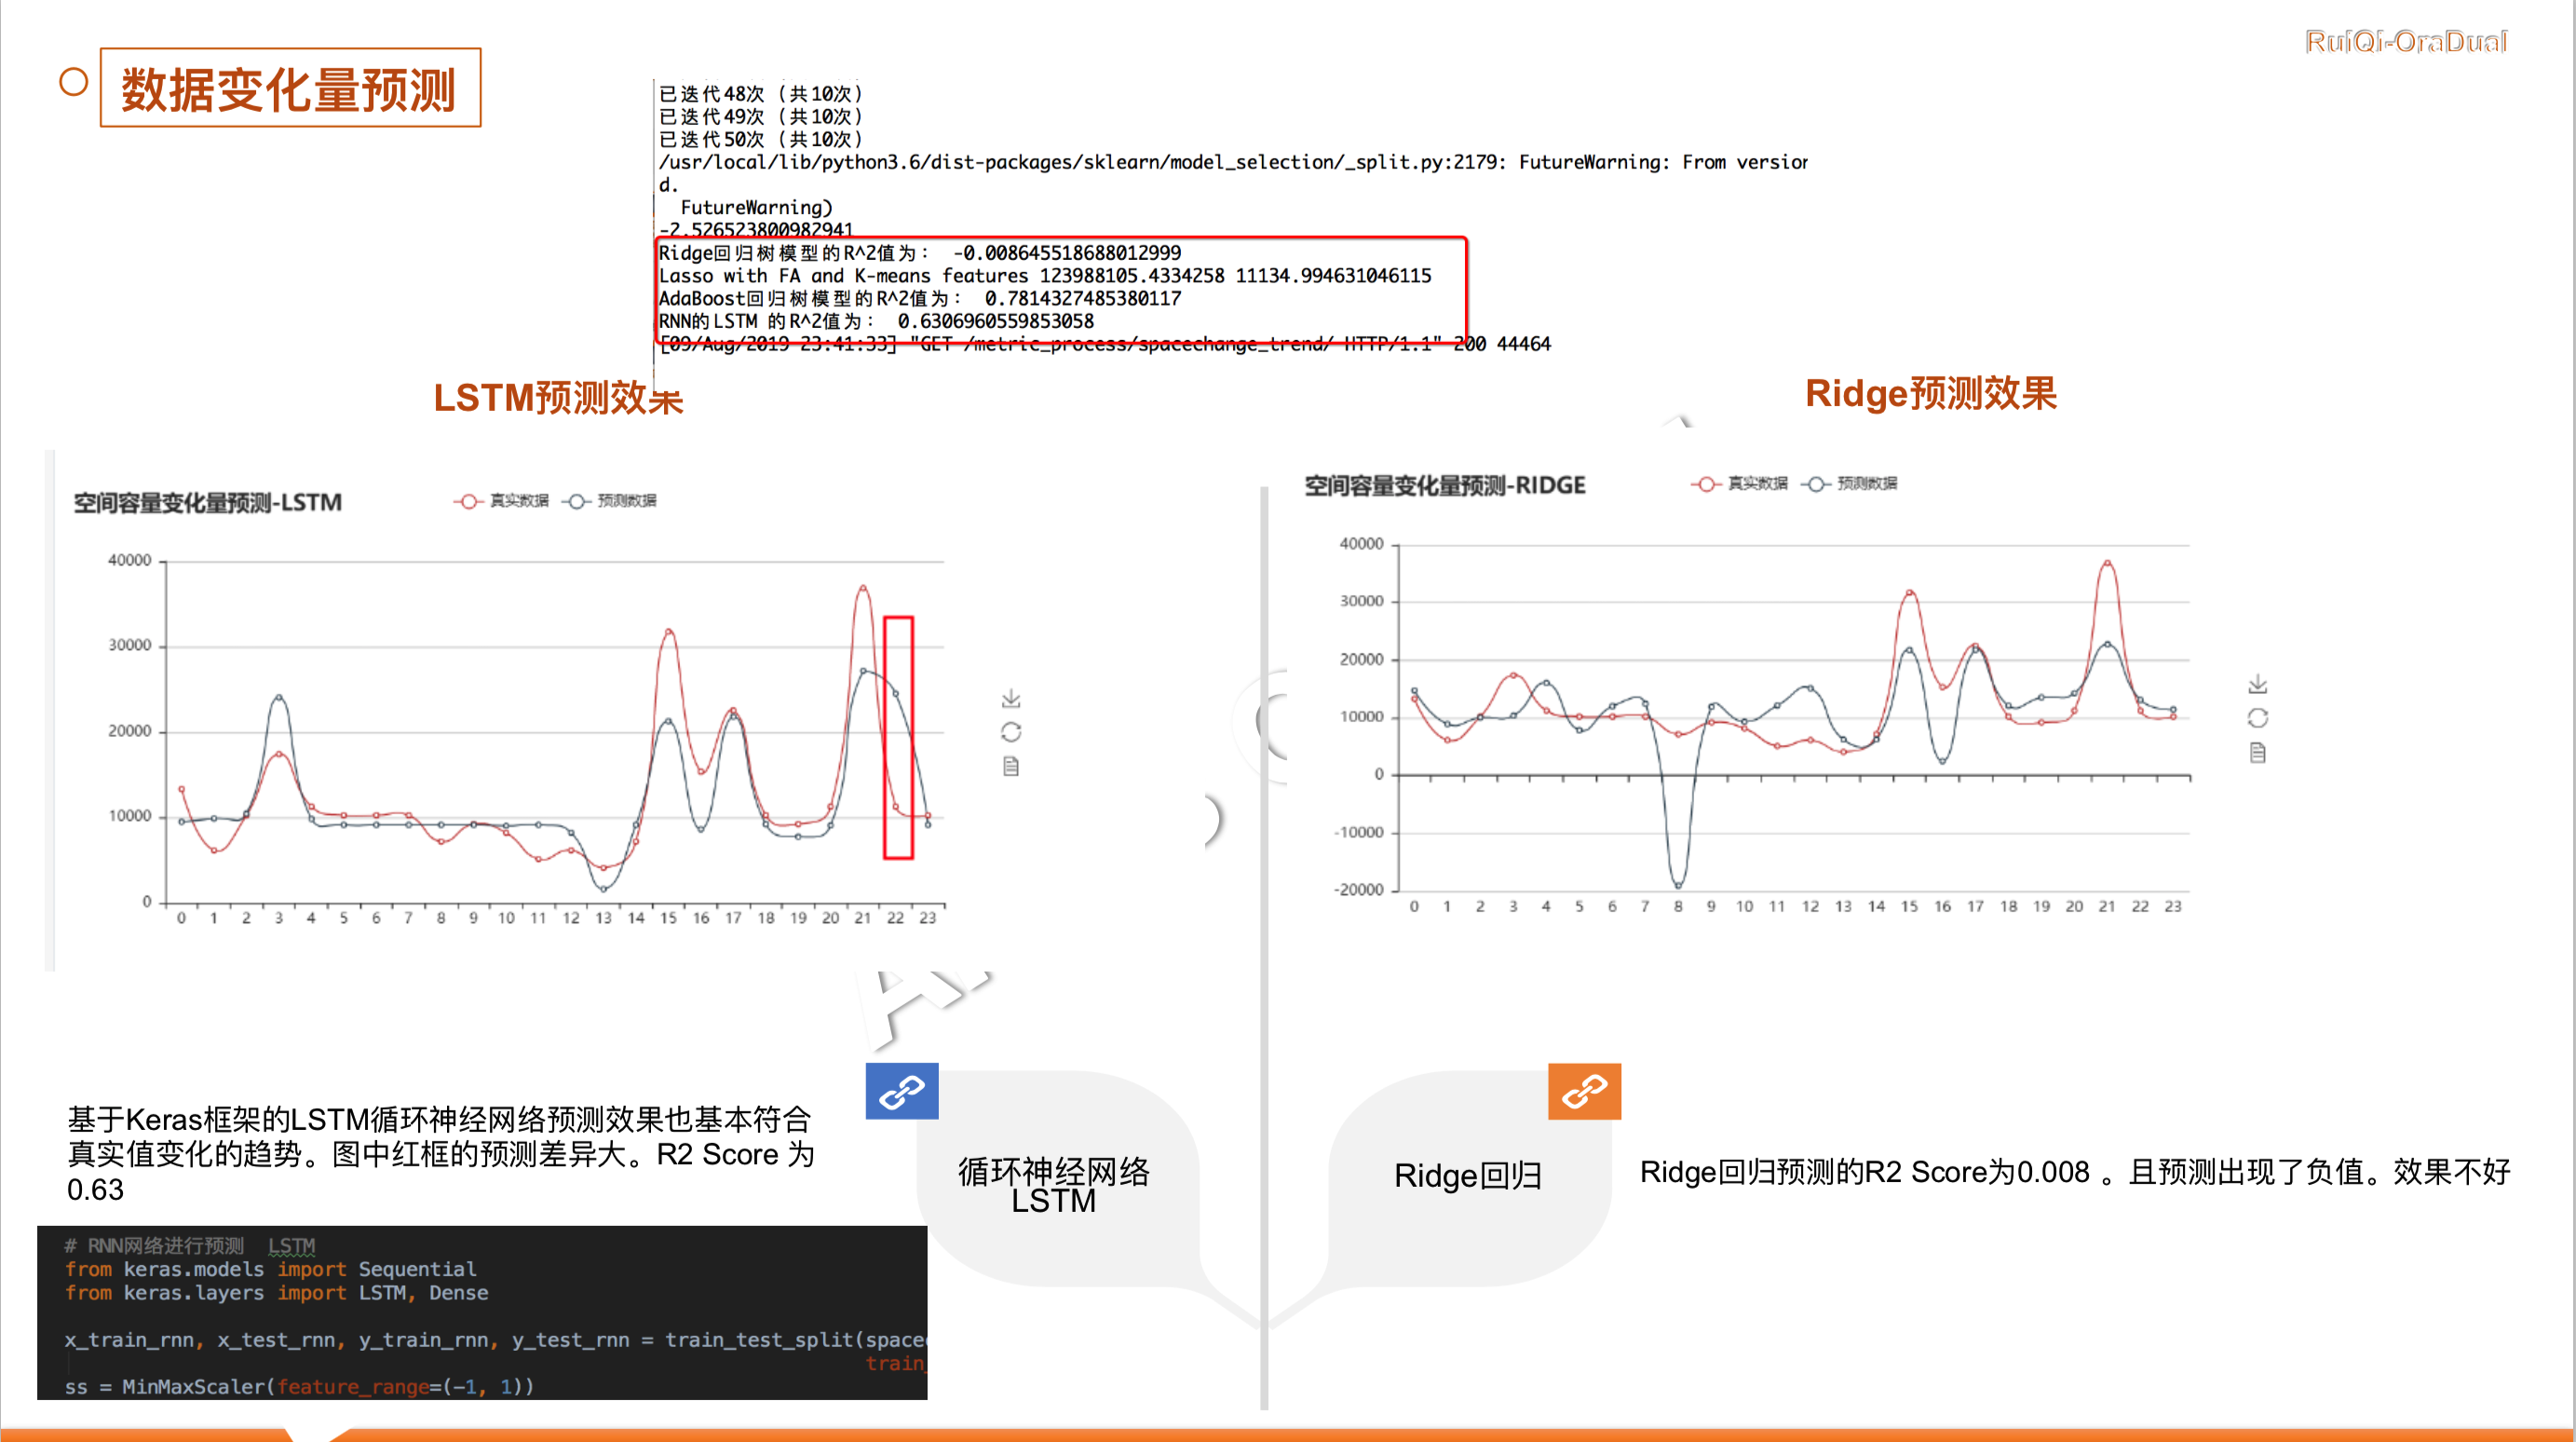 RuiQi-OraDual
数据变化量预测
已迭代48次 (共10次)
已迭代49次 (共10次)
已迭代50次 (共10次)
/usr/local/lib/python3.6/dist-packages/sklearn/model_selection/_split.py:2179: FutureWarning: From version
d.
FutureWarning)
-2.526523800982941
Ridge回归树模型的R^2值为: -0.008645518688012999
Lasso with FA and K-means features 123988105.4334258 11134.994631046115
AdaBoost回归树模型的R^2值为: 0.7814327485380117
RNN的LSTM 的R^2值为: 0.6306960559853058
[09/Aug/2019 23:41:33] "GET /metric_process/spacechange_trend/ HTTP/1.1" 200 44464
LSTM预测效果
Ridge预测效果
空间容量变化量预测-LSTM
真实数据 预测数据
40000
30000
20000
10000
0
0 1 2 3 4 5 6 7 8 9 10 11 12 13 14 15 16 17 18 19 20 21 22 23
空间容量变化量预测-RIDGE
真实数据 预测数据
40000
30000
20000
10000
0
-10000
-20000
0 1 2 3 4 5 6 7 8 9 10 11 12 13 14 15 16 17 18 19 20 21 22 23
基于Keras框架的LSTM循环神经网络预测效果也基本符合
真实值变化的趋势。图中红框的预测差异大。R2 Score 为
0.63
循环神经网络
LSTM
Ridge回归
Ridge回归预测的R2 Score为0.008 。且预测出现了负值。效果不好
# RNN网络进行预测 LSTM
from keras.models import Sequential
from keras.layers import LSTM, Dense
x_train_rnn, x_test_rnn, y_train_rnn, y_test_rnn = train_test_split(space
train_
ss = MinMaxScaler(feature_range=(-1, 1))